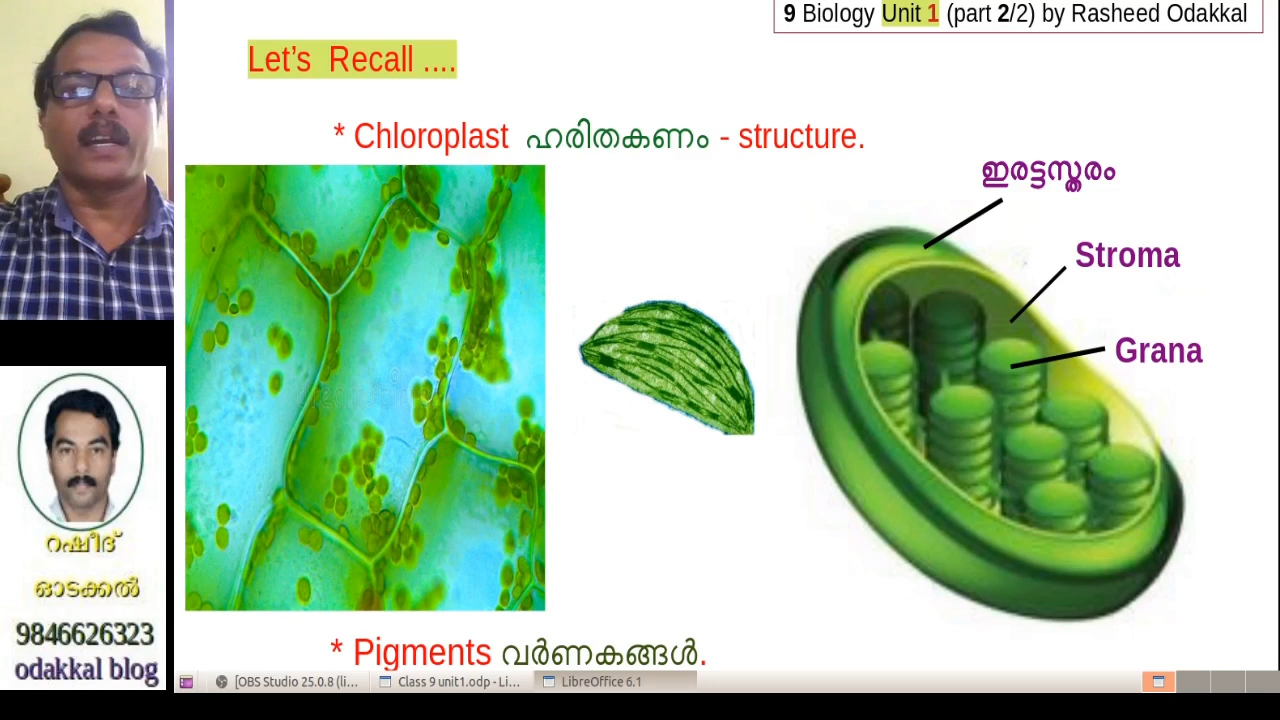 9 Biology Unit 1 (part 2/2) by Rasheed Odakkal
Let's Recall ....
* Chloroplast ഹരിതകണം - structure.
ഇരട്ടസ്തരം
Stroma
Grana
റഷീദ്
ഓടക്കൽ
9846626323
odakkal blog
* Pigments വർണകങ്ങൾ.
[OBS Studio 25.0.8 (li...
Class 9 unit1.odp - Li...
LibreOffice 6.1